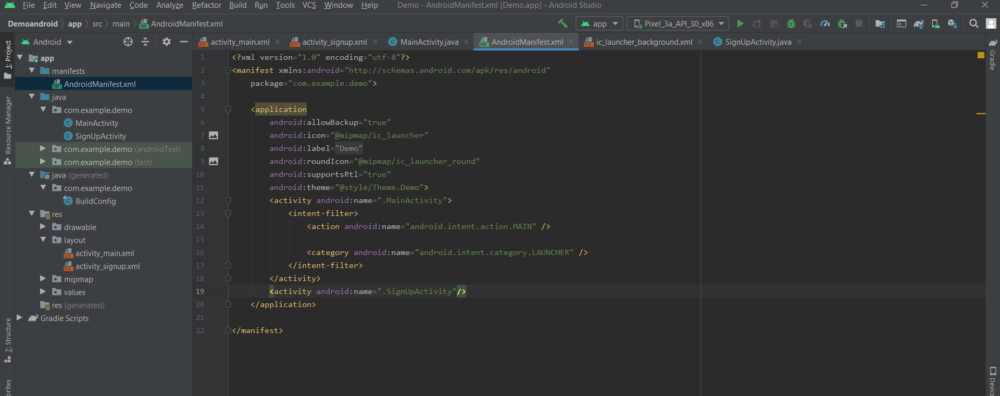 File Edit View Navigate Code Analyze Refactor Build Run Tools VCS Window Help Demo - AndroidManifest.xml [Demo.app] - Android Studio
Demoandroid app src main AndroidManifest.xml app Pixel_3a_API_30_x86
1: Project
Resource Manager
7: Structure
Android
app
manifests
AndroidManifest.xml
java
com.example.demo
MainActivity
SignUpActivity
com.example.demo (androidTest)
com.example.demo (test)
java (generated)
com.example.demo
BuildConfig
res
drawable
layout
activity_main.xml
activity_signup.xml
mipmap
values
res (generated)
Gradle Scripts
activity_main.xml activity_signup.xml MainActivity.java AndroidManifest.xml ic_launcher_background.xml SignUpActivity.java
1 <?xml version="1.0" encoding="utf-8"?>
2 <manifest xmlns:android="http://schemas.android.com/apk/res/android"
3 package="com.example.demo">
4
5 <application
6 android:allowBackup="true"
7 android:icon="@mipmap/ic_launcher"
8 android:label="Demo"
9 android:roundIcon="@mipmap/ic_launcher_round"
10 android:supportsRtl="true"
11 android:theme="@style/Theme.Demo">
12 <activity android:name=".MainActivity">
13 <intent-filter>
14 <action android:name="android.intent.action.MAIN" />
15
16 <category android:name="android.intent.category.LAUNCHER" />
17 </intent-filter>
18 </activity>
19 <activity android:name=".SignUpActivity"/>
20 </application>
21
22 </manifest>
Gradle